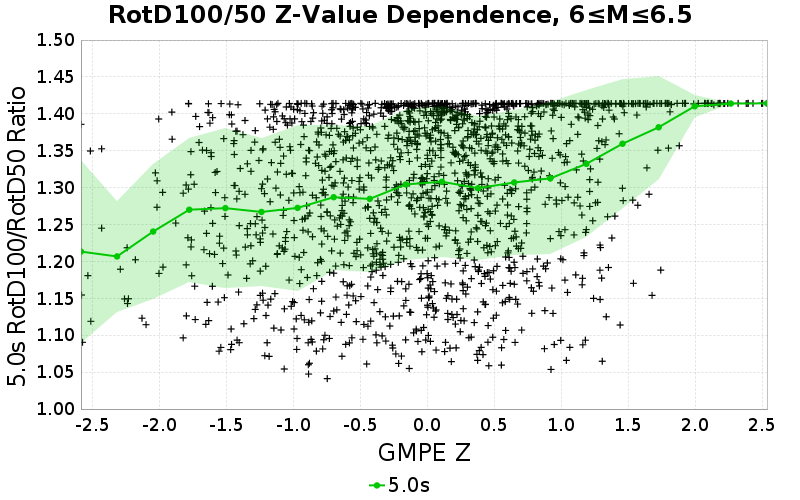 RotD100/50 Z-Value Dependence, 6≤M≤6.5
5.0s RotD100/RotD50 Ratio
1.50
1.45
1.40
1.35
1.30
1.25
1.20
1.15
1.10
1.05
1.00
-2.5 -2.0 -1.5 -1.0 -0.5 0.0 0.5 1.0 1.5 2.0 2.5
GMPE Z
5.0s